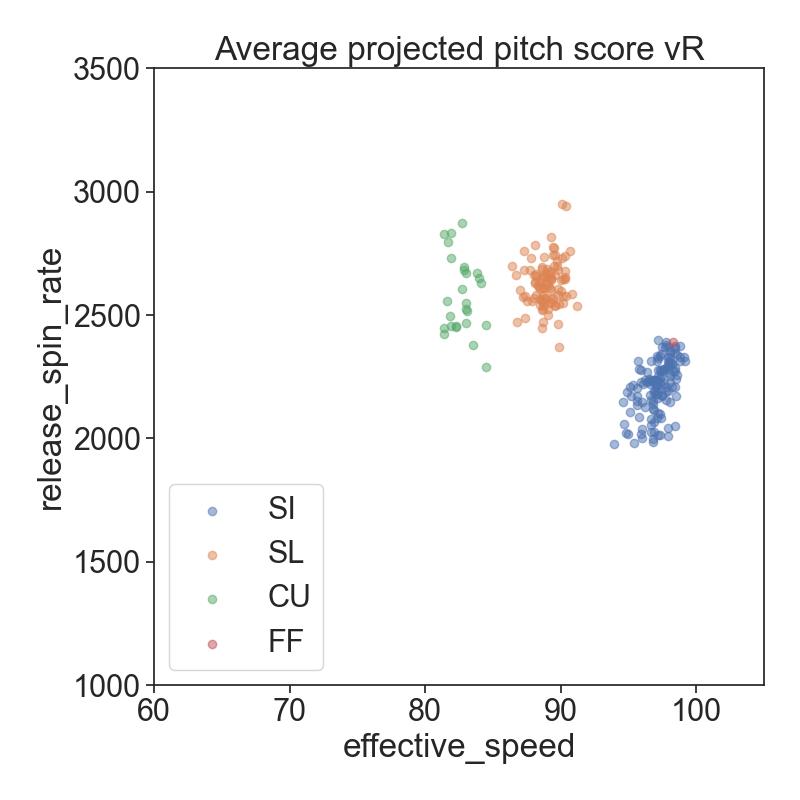 Average projected pitch score vR
3500
3000
2500
2000
1500
1000
release_spin_rate
SI
SL
CU
FF
60 70 80 90 100
effective_speed